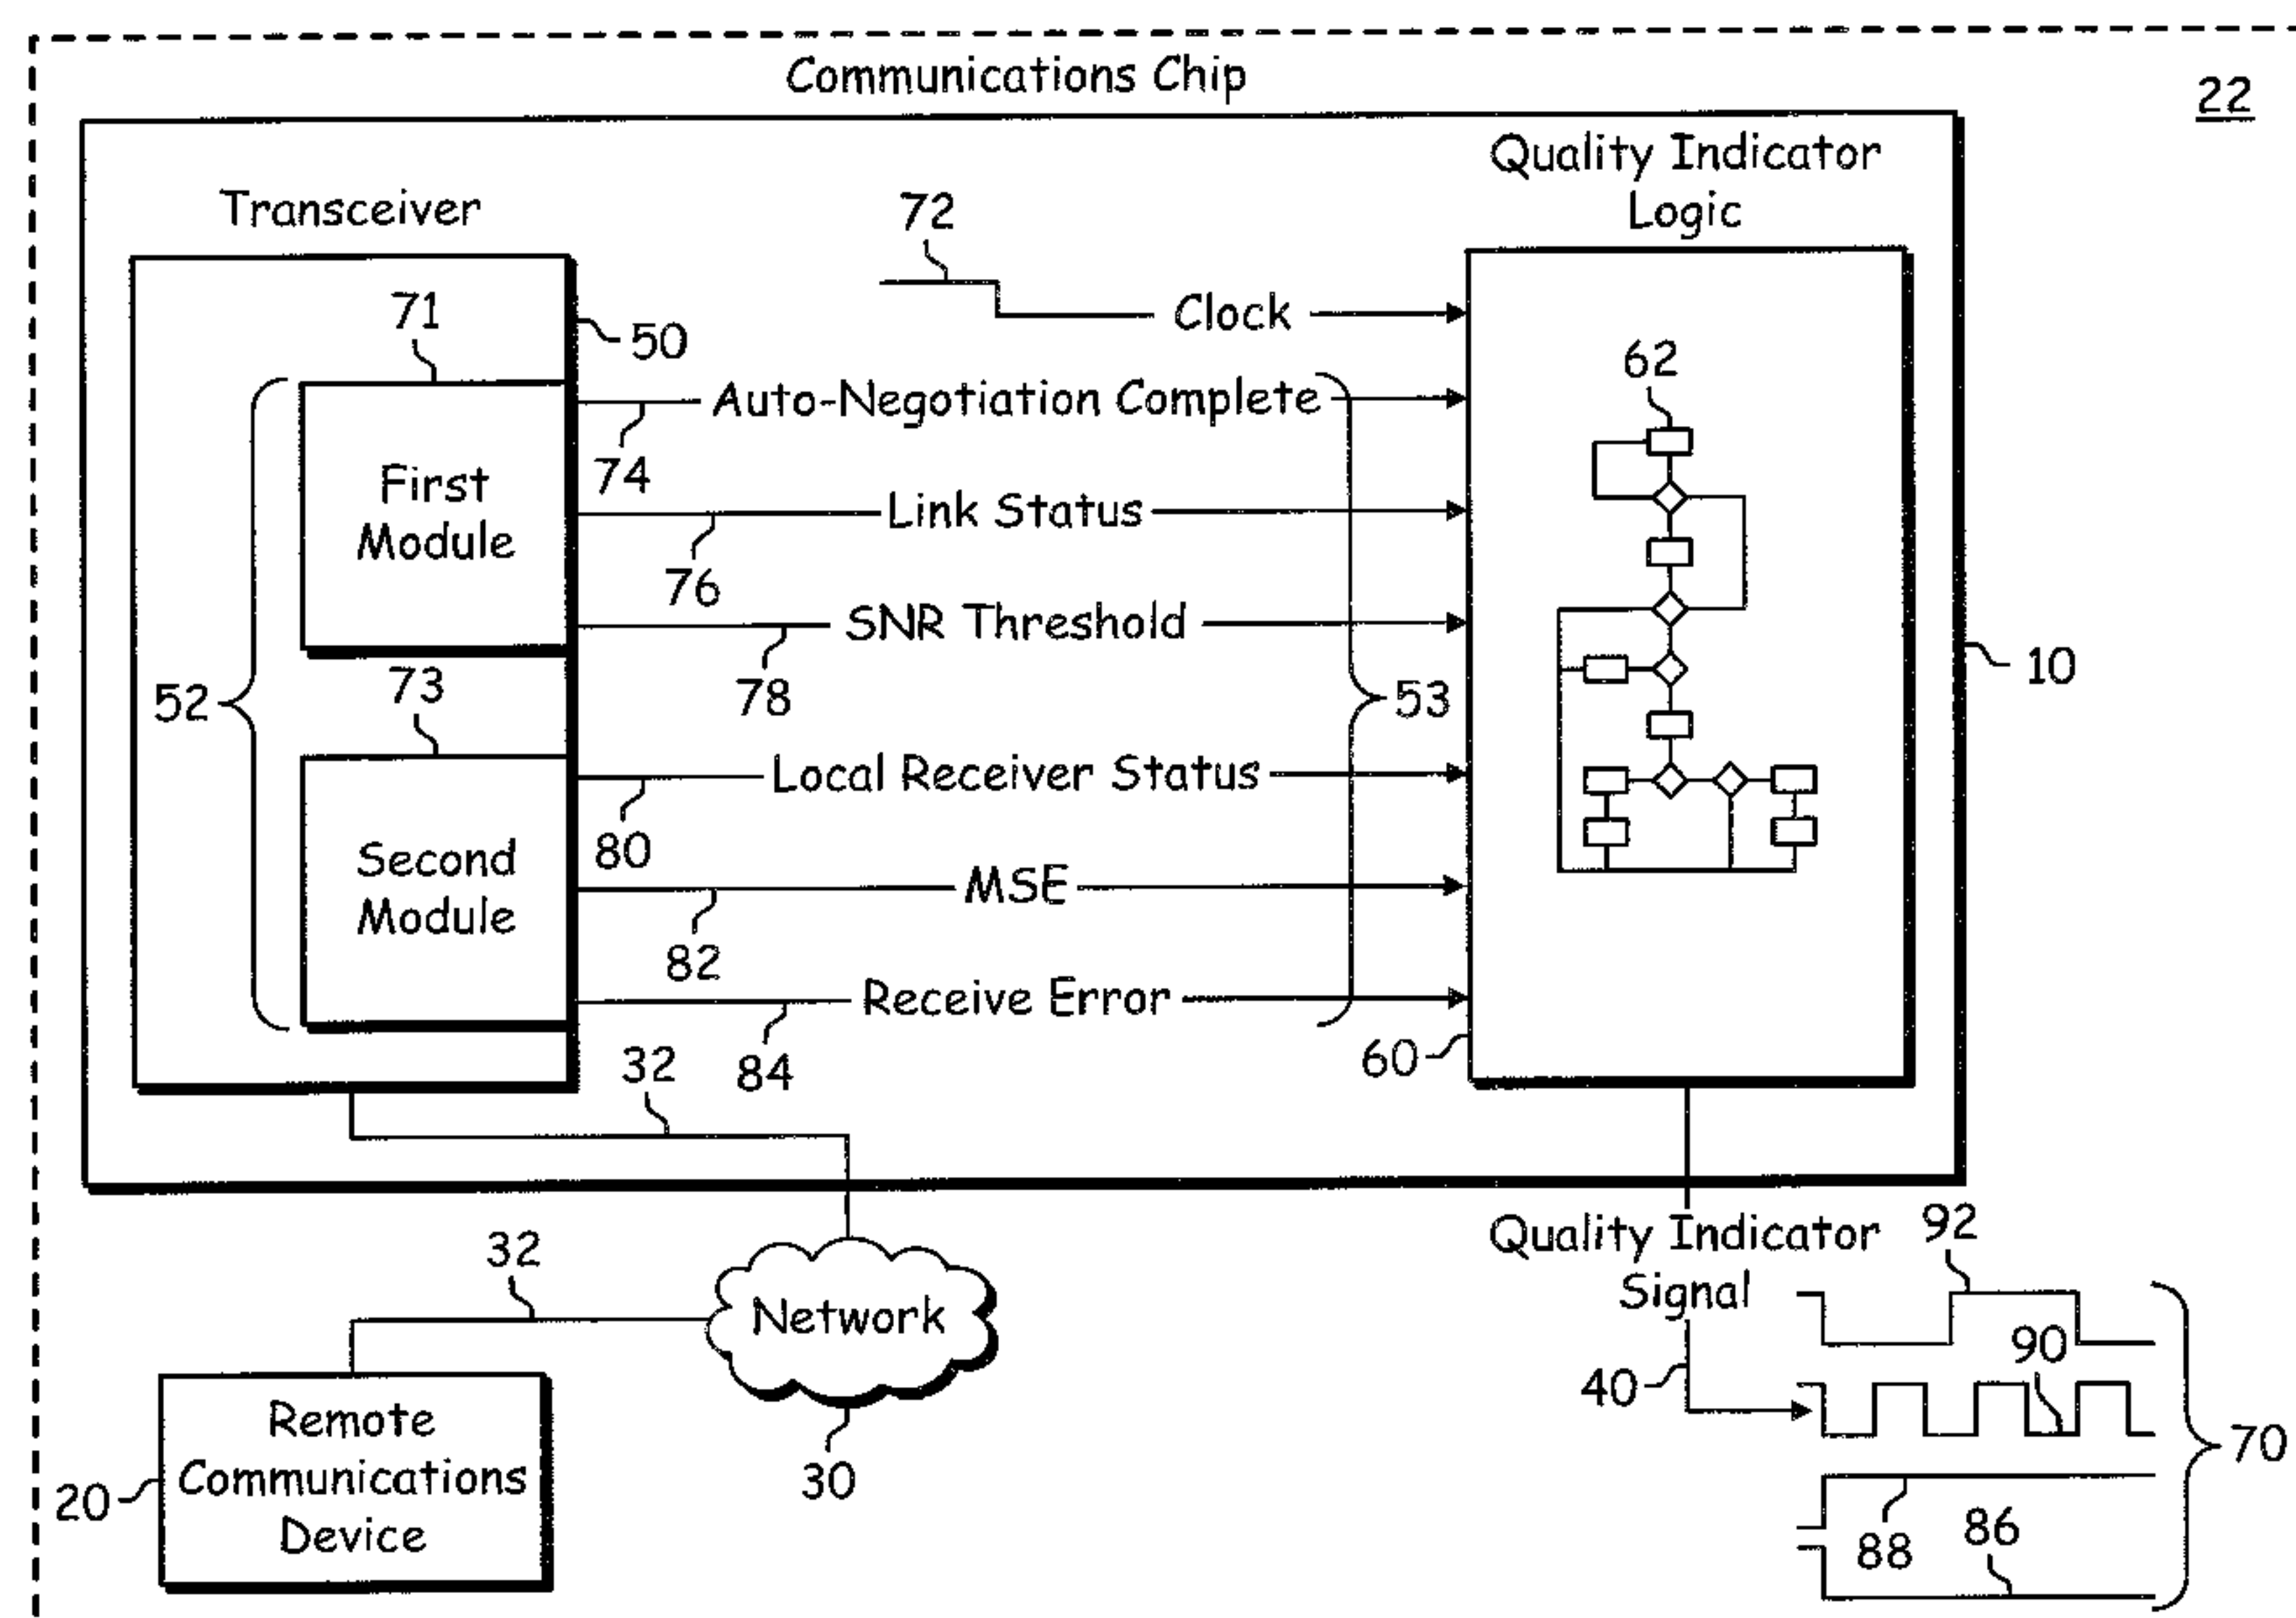 Communications Chip
22
Quality Indicator
Logic
Transceiver
72
Clock
71
50
62
Auto-Negotiation Complete
74
First
Module
Link Status
76
SNR Threshold
78
10
73
52
53
Local Receiver Status
80
Second
Module
MSE
82
Receive Error
84
60
32
Quality Indicator
Signal
92
32
Network
90
40
Remote
Communications
Device
20
30
70
88
86